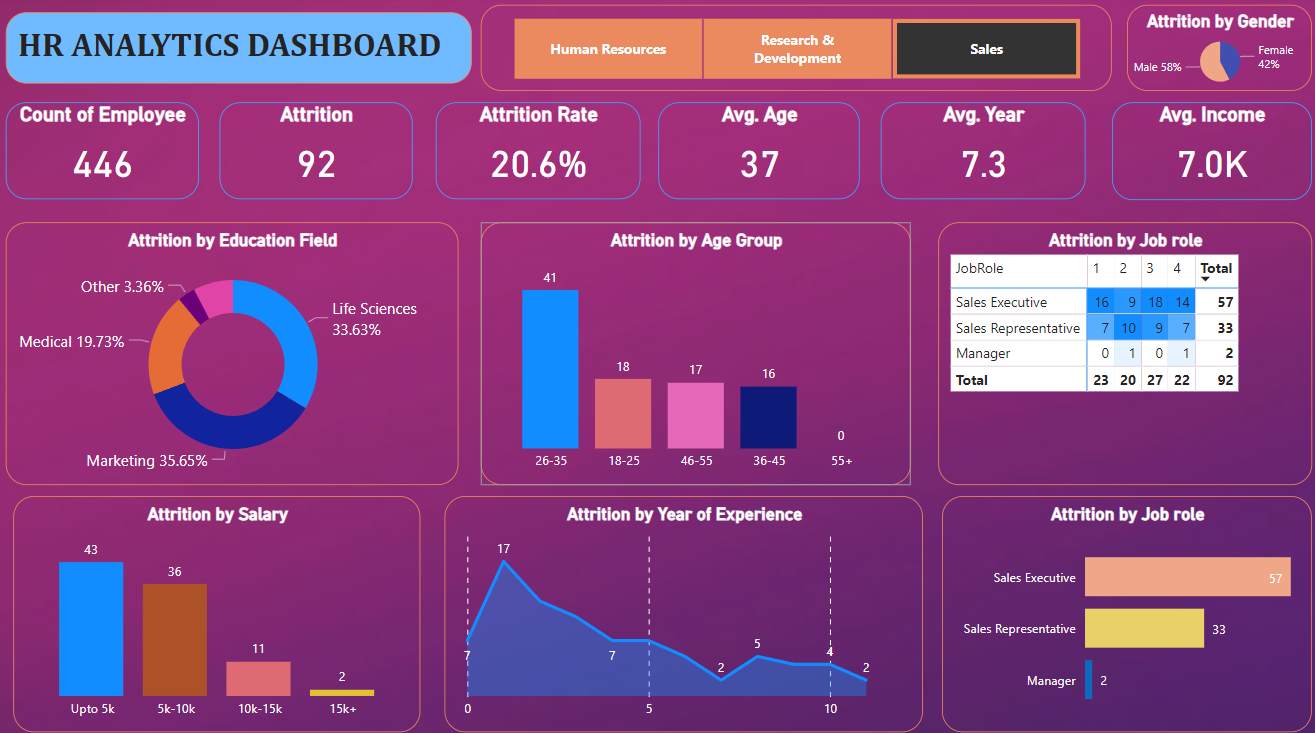 HR ANALYTICS DASHBOARD
Human Resources
Research &
Development
Sales
Attrition by Gender
Male 58%
Female
42%
Count of Employee
446
Attrition
92
Attrition Rate
20.6%
Avg. Age
37
Avg. Year
7.3
Avg. Income
7.0K
Attrition by Education Field
Other 3.36%
Life Sciences
33.63%
Medical 19.73%
Marketing 35.65%
Attrition by Age Group
41
18
17
16
0
26-35 18-25 46-55 36-45 55+
Attrition by Job role
JobRole 1 2 3 4 Total
Sales Executive 16 9 18 14 57
Sales Representative 7 10 9 7 33
Manager 0 1 0 1 2
Total 23 20 27 22 92
Attrition by Salary
43
36
11
2
Upto 5k 5k-10k 10k-15k 15k+
Attrition by Year of Experience
17
7 7 2 5 4 2
0 5 10
Attrition by Job role
Sales Executive 57
Sales Representative 33
Manager 2